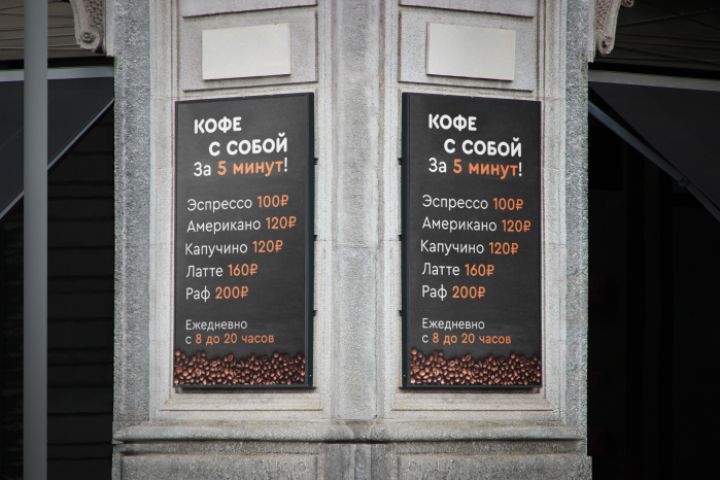 КОФЕ
С СОБОЙ
За 5 минут!
Эспрессо 100₽
Американо 120₽
Капучино 120₽
Латте 160₽
Раф 200₽
Ежедневно
с 8 до 20 часов
КОФЕ
С СОБОЙ
За 5 минут!
Эспрессо 100₽
Американо 120₽
Капучино 120₽
Латте 160₽
Раф 200₽
Ежедневно
с 8 до 20 часов